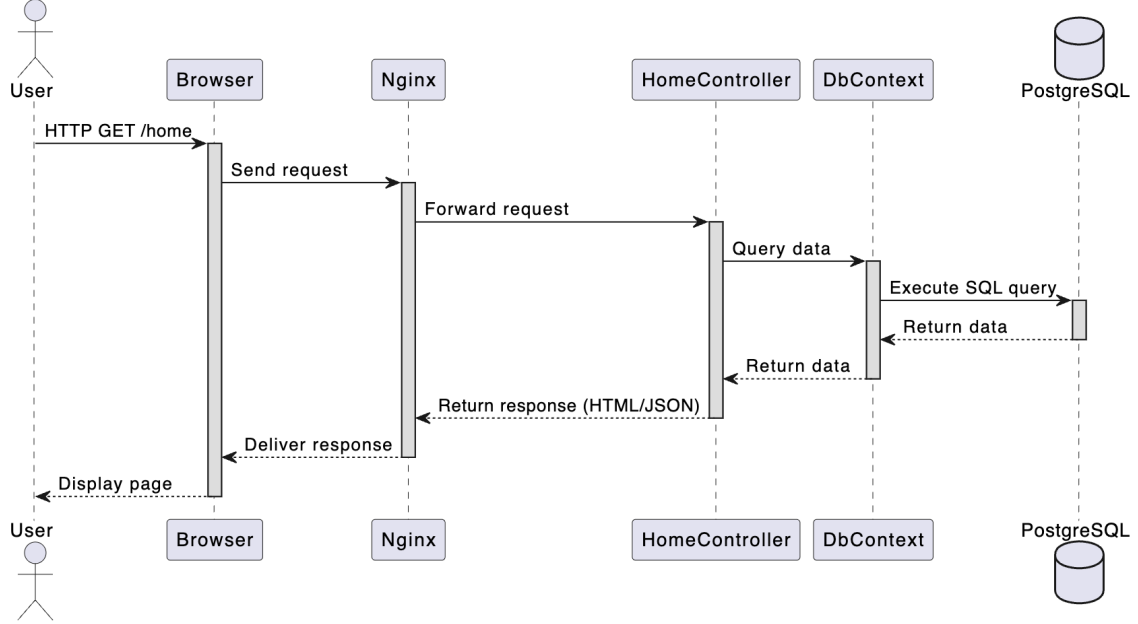 User
Browser
Nginx
HomeController
DbContext
PostgreSQL
HTTP GET /home
Send request
Forward request
Query data
Execute SQL query
Return data
Return data
Return response (HTML/JSON)
Deliver response
Display page
User
Browser
Nginx
HomeController
DbContext
PostgreSQL